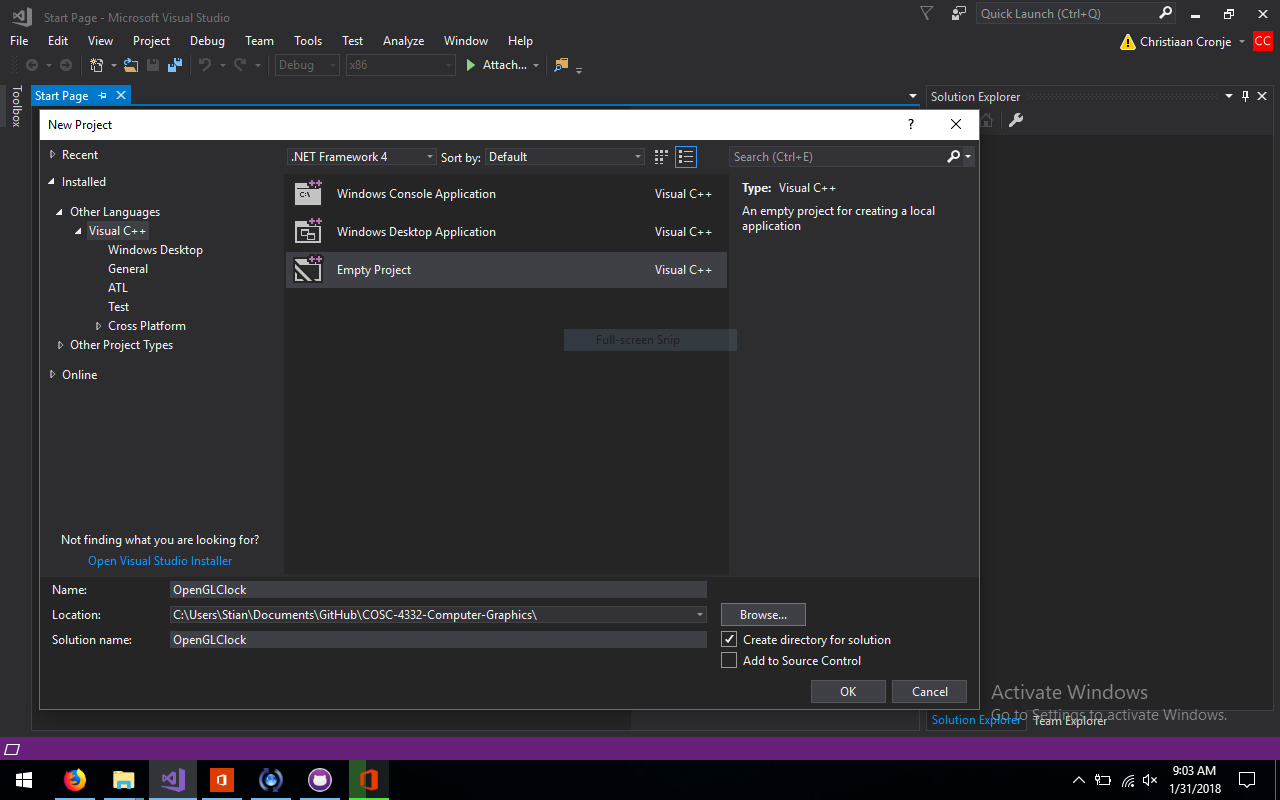 Start Page - Microsoft Visual Studio
Quick Launch (Ctrl+Q)
File Edit View Project Debug Team Tools Test Analyze Window Help
Christiaan Cronje CC
Debug x86 Attach...
Toolbox
Start Page
Solution Explorer
New Project
?
Recent
.NET Framework 4 Sort by: Default
Search (Ctrl+E)
Installed
Other Languages
Visual C++
Windows Desktop
General
ATL
Test
Cross Platform
Other Project Types
Online
C:\
Windows Console Application Visual C++
Windows Desktop Application Visual C++
Empty Project Visual C++
Type: Visual C++
An empty project for creating a local
application
Full-screen Snip
Not finding what you are looking for?
Open Visual Studio Installer
Name: OpenGLClock
Location: C:\Users\Stian\Documents\GitHub\COSC-4332-Computer-Graphics\
Browse...
Solution name: OpenGLClock
Create directory for solution
Add to Source Control
OK Cancel
Activate Windows
Go to Settings to activate Windows.
Solution Explorer Team Explorer
9:03 AM
1/31/2018